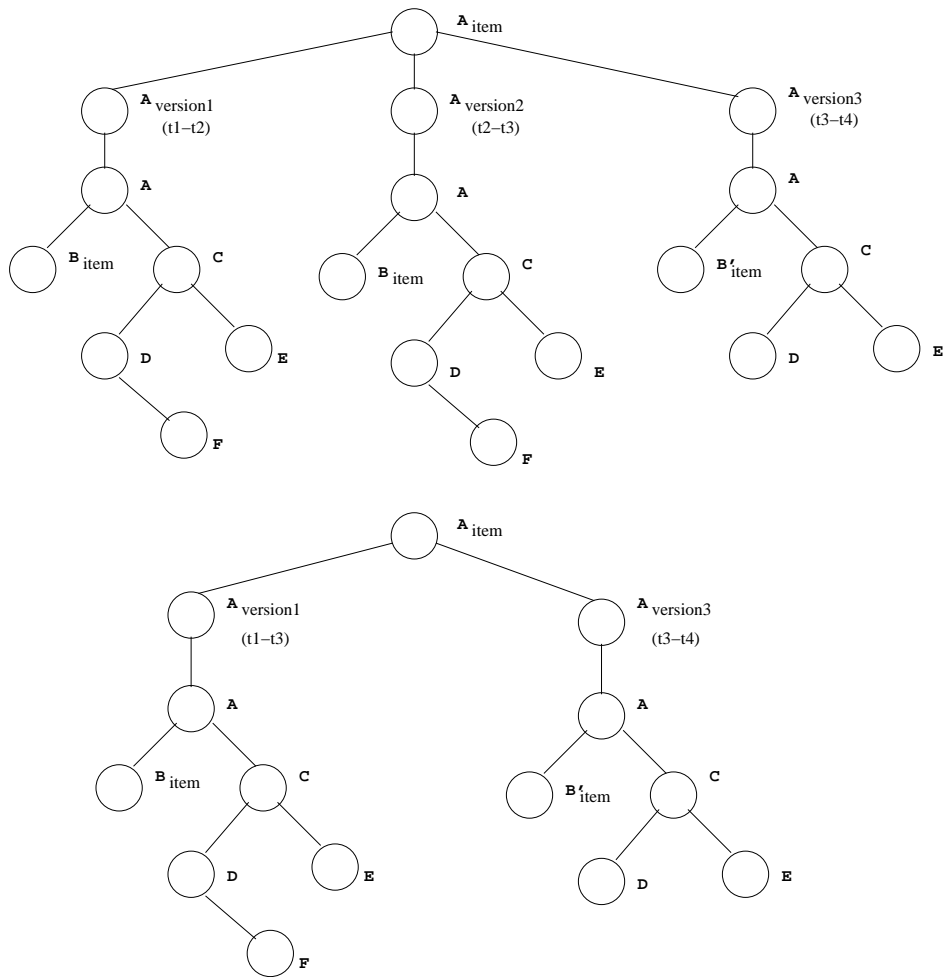 A item
A version1
(t1–t2)
A version2
(t2–t3)
A version3
(t3–t4)
A
A
A
B item
C
B item
C
B′ item
C
D
E
D
E
D
E
F
F
A item
A version1
(t1–t3)
A version3
(t3–t4)
A
A
B item
C
B′ item
C
D
E
D
E
F